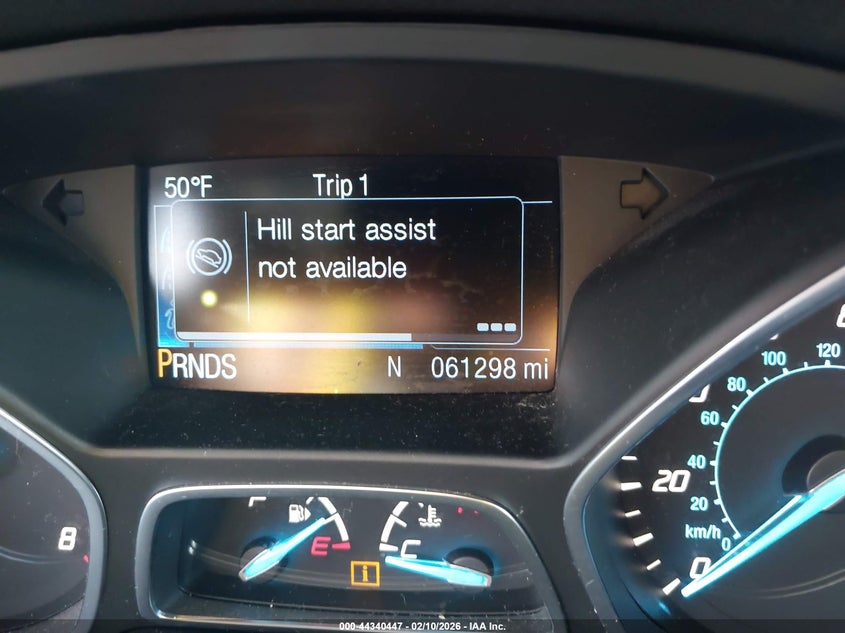 50°F Trip 1
Hill start assist
not available
PRNDS N 061298 mi
8
F E
C
i
120
100
80
60
40
20
20
km/h
0
0
000-44340447 - 02/10/2026 - IAA Inc.